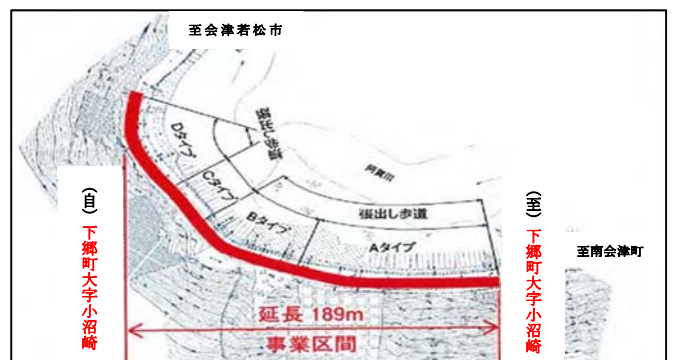 至会津若松市
張出し歩道
Dタイプ
Cタイプ
Bタイプ
Aタイプ
阿賀川
張出し歩道
(自)下郷町大字小沼崎
(至)下郷町大字小沼崎
至南会津町
延長 189m
事業区間